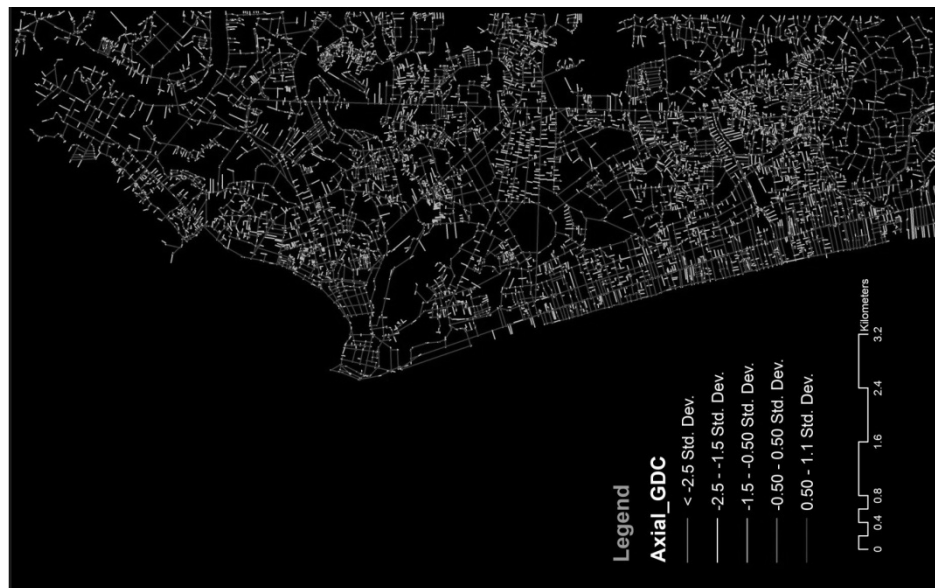 Legend
Axial_GDC
< -2.5 Std. Dev.
-2.5 - -1.5 Std. Dev.
-1.5 - -0.50 Std. Dev.
-0.50 - 0.50 Std. Dev.
0.50 - 1.1 Std. Dev.
0 0.4 0.8 1.6 2.4 3.2
Kilometers